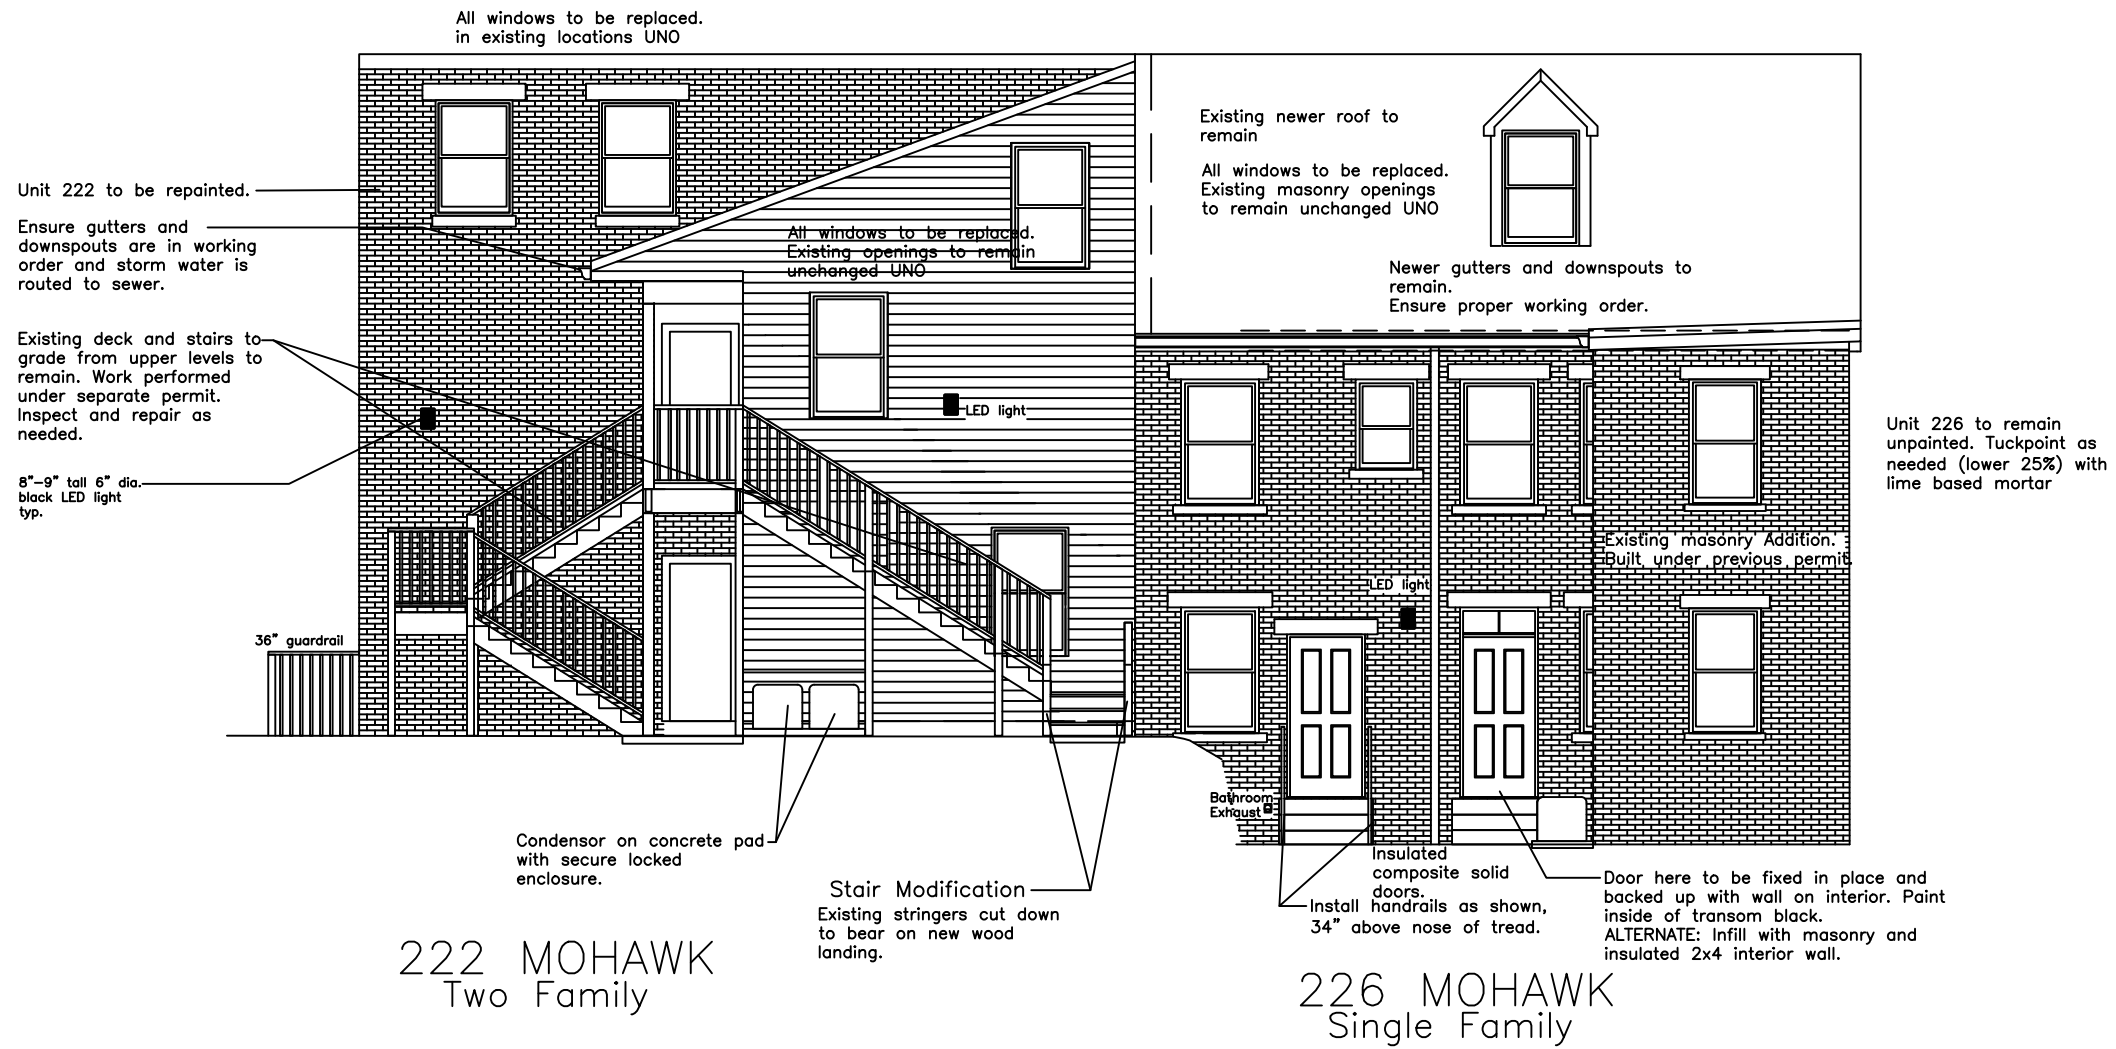 All windows to be replaced.
in existing locations UNO
Unit 222 to be repainted.
Ensure gutters and
downspouts are in working
order and storm water is
routed to sewer.
Existing deck and stairs to
grade from upper levels to
remain. Work performed
under separate permit.
Inspect and repair as
needed.
8"-9" tall 6" dia.
black LED light
typ.
36" guardrail
All windows to be replaced.
Existing openings to remain
unchanged UNO
LED light
Existing newer roof to
remain
All windows to be replaced.
Existing masonry openings
to remain unchanged UNO
Newer gutters and downspouts to
remain.
Ensure proper working order.
Unit 226 to remain
unpainted. Tuckpoint as
needed (lower 25%) with
lime based mortar
Existing masonry Addition.
Built under previous permit.
LED light
Bathroom
Exhaust
Condensor on concrete pad
with secure locked
enclosure.
Stair Modification
Existing stringers cut down
to bear on new wood
landing.
Insulated
composite solid
doors.
Install handrails as shown,
34" above nose of tread.
Door here to be fixed in place and
backed up with wall on interior. Paint
inside of transom black.
ALTERNATE: Infill with masonry and
insulated 2x4 interior wall.
222 MOHAWK
Two Family
226 MOHAWK
Single Family